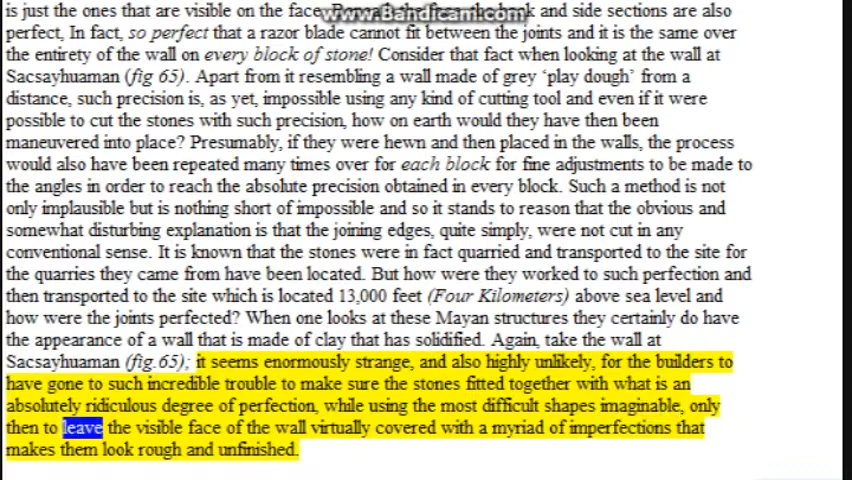 is just the ones that are visible on the face. and side sections are also
www.Bandicam.com
perfect, In fact, so perfect that a razor blade cannot fit between the joints and it is the same over
the entirety of the wall on every block of stone! Consider that fact when looking at the wall at
Sacsayhuaman (fig 65). Apart from it resembling a wall made of grey 'play dough' from a
distance, such precision is, as yet, impossible using any kind of cutting tool and even if it were
possible to cut the stones with such precision, how on earth would they have then been
maneuvered into place? Presumably, if they were hewn and then placed in the walls, the process
would also have been repeated many times over for each block for fine adjustments to be made to
the angles in order to reach the absolute precision obtained in every block. Such a method is not
only implausible but is nothing short of impossible and so it stands to reason that the obvious and
somewhat disturbing explanation is that the joining edges, quite simply, were not cut in any
conventional sense. It is known that the stones were in fact quarried and transported to the site for
the quarries they came from have been located. But how were they worked to such perfection and
then transported to the site which is located 13,000 feet (Four Kilometers) above sea level and
how were the joints perfected? When one looks at these Mayan structures they certainly do have
the appearance of a wall that is made of clay that has solidified. Again, take the wall at
Sacsayhuaman (fig.65); it seems enormously strange, and also highly unlikely, for the builders to
have gone to such incredible trouble to make sure the stones fitted together with what is an
absolutely ridiculous degree of perfection, while using the most difficult shapes imaginable, only
then to leave the visible face of the wall virtually covered with a myriad of imperfections that
makes them look rough and unfinished.